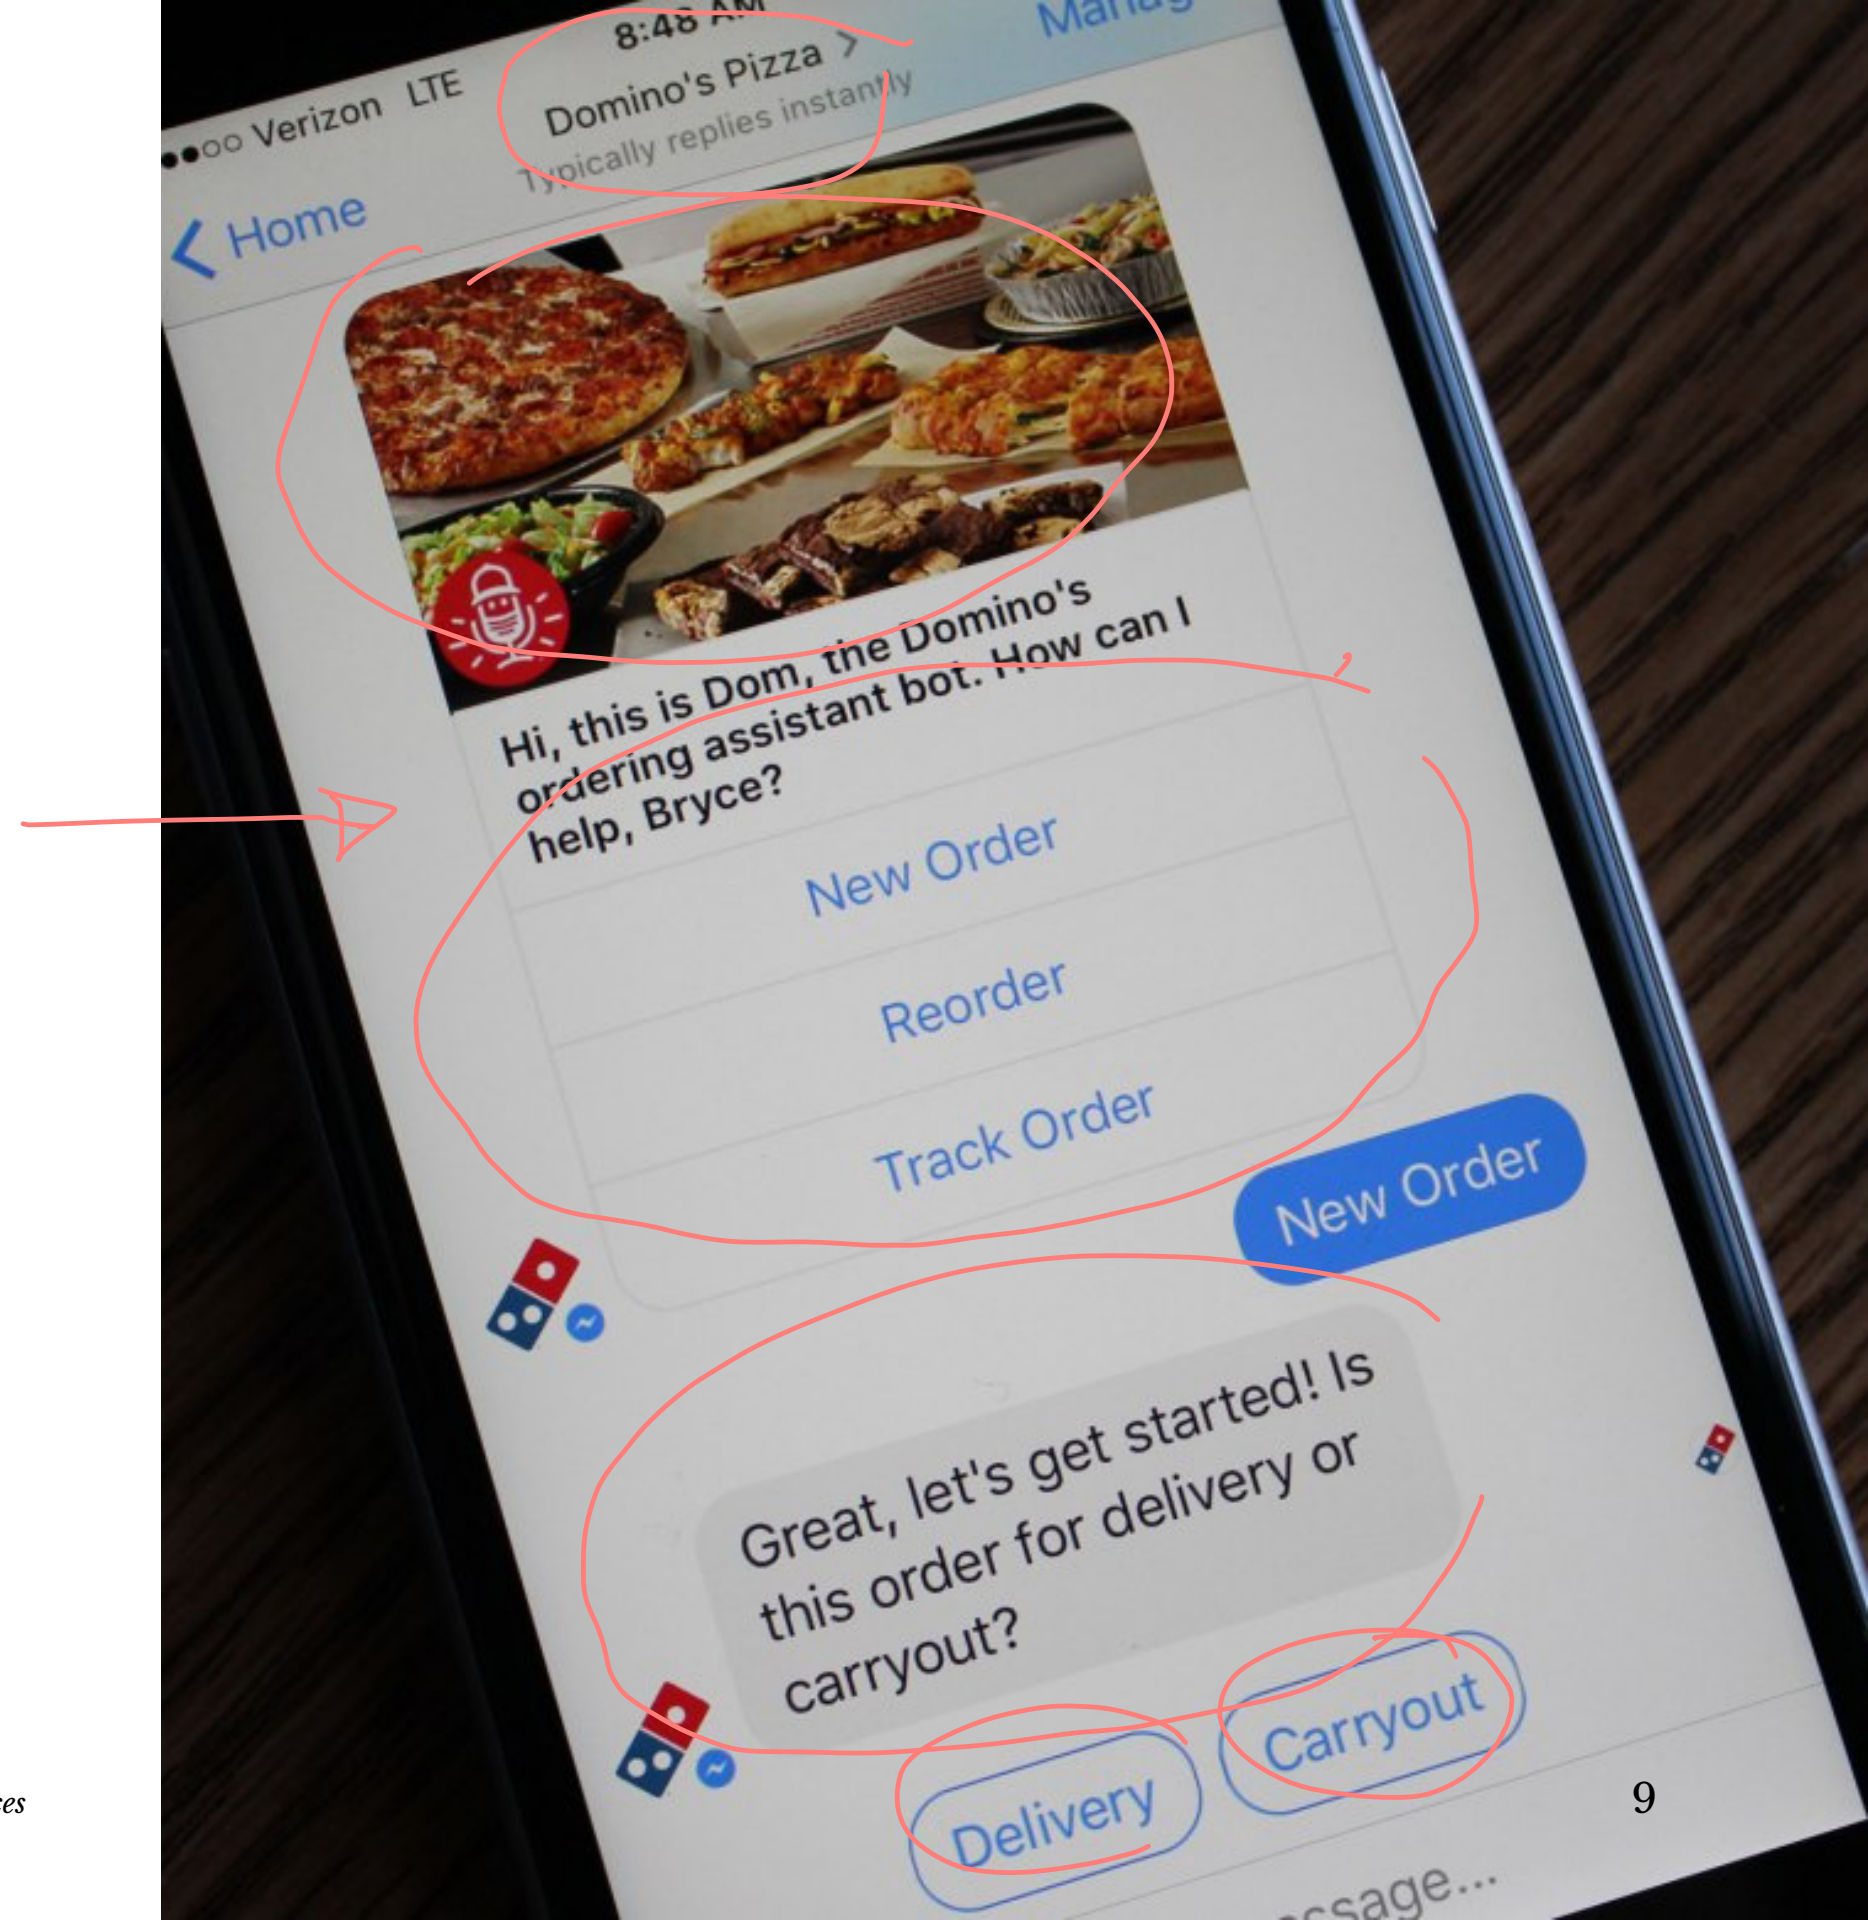 8:48 AM
Verizon LTE
Domino's Pizza >
Typically replies instantly
Home
Hi, this is Dom, the Domino's
ordering assistant bot. How can I
help, Bryce?
New Order
Reorder
Track Order
New Order
Great, let's get started! Is
this order for delivery or
carryout?
Delivery
Carryout
9